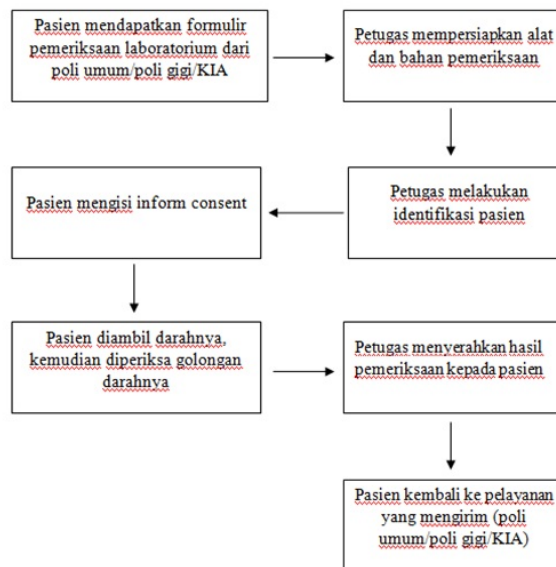 Pasien mendapatkan formulir
pemeriksaan laboratorium dari
poli umum/poli gigi/KIA
Petugas mempersiapkan alat
dan bahan pemeriksaan
Petugas melakukan
identifikasi pasien
Pasien mengisi inform consent
Pasien diambil darahnya,
kemudian diperiksa golongan
darahnya
Petugas menyerahkan hasil
pemeriksaan kepada pasien
Pasien kembali ke pelayanan
yang mengirim (poli
umum/poli gigi/KIA)